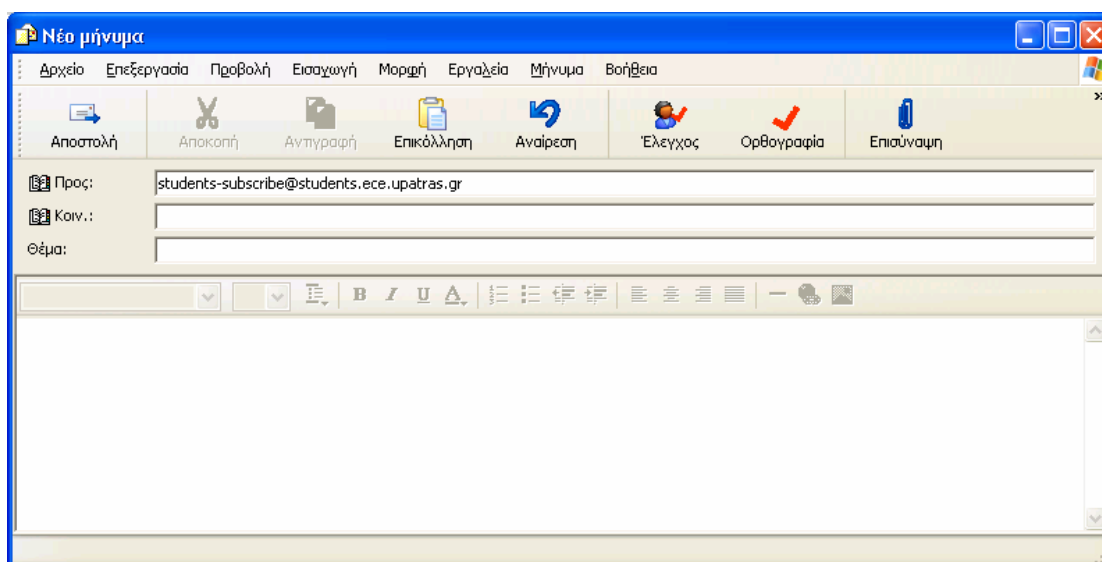 Νέο μήνυμα
Αρχείο Επεξεργασία Προβολή Εισαγωγή Μορφή Εργαλεία Μήνυμα Βοήθεια
Αποστολή Αποκοπή Αντιγραφή Επικόλληση Αναίρεση Έλεγχος Ορθογραφία Επισύναψη
Προς: students-subscribe@students.ece.upatras.gr
Κοιν.:
Θέμα:
B I U A